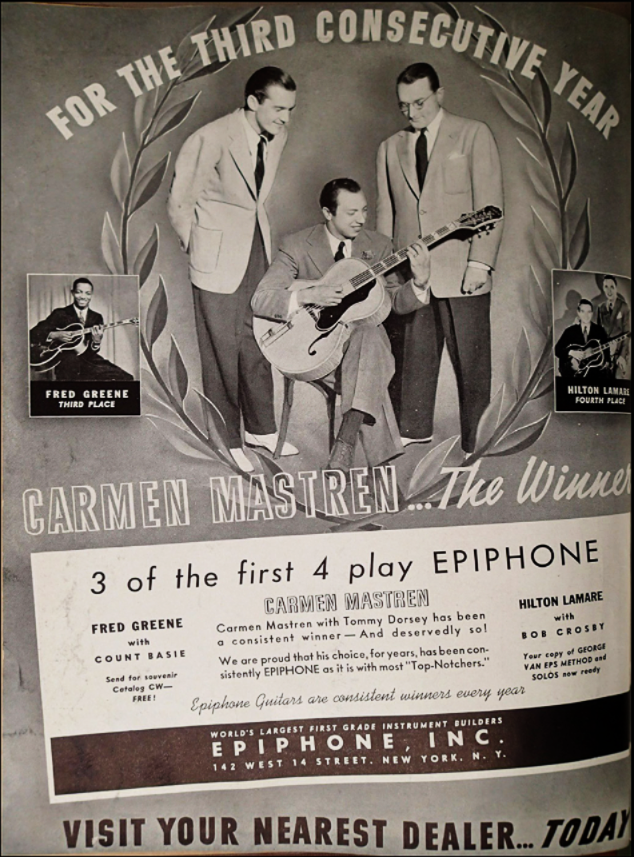 FOR THE THIRD CONSECUTIVE YEAR
FRED GREENE
THIRD PLACE
HILTON LAMARE
FOURTH PLACE
CARMEN MASTREN ...The Winner
3 of the first 4 play EPIPHONE
FRED GREENE
with
COUNT BASIE
Send for souvenir
Catalog CW—
FREE!
CARMEN MASTREN
Carmen Mastren with Tommy Dorsey has been
a consistent winner — And deservedly so!
We are proud that his choice, for years, has been con-
sistently EPIPHONE as it is with most "Top-Notchers."
HILTON LAMARE
with
BOB CROSBY
Your copy of GEORGE
VAN EPS METHOD and
SOLOS now ready
Epiphone Guitars are consistent winners every year
WORLD'S LARGEST FIRST GRADE INSTRUMENT BUILDERS
EPIPHONE, INC.
142 WEST 14 STREET. NEW YORK. N. Y.
VISIT YOUR NEAREST DEALER... TODAY